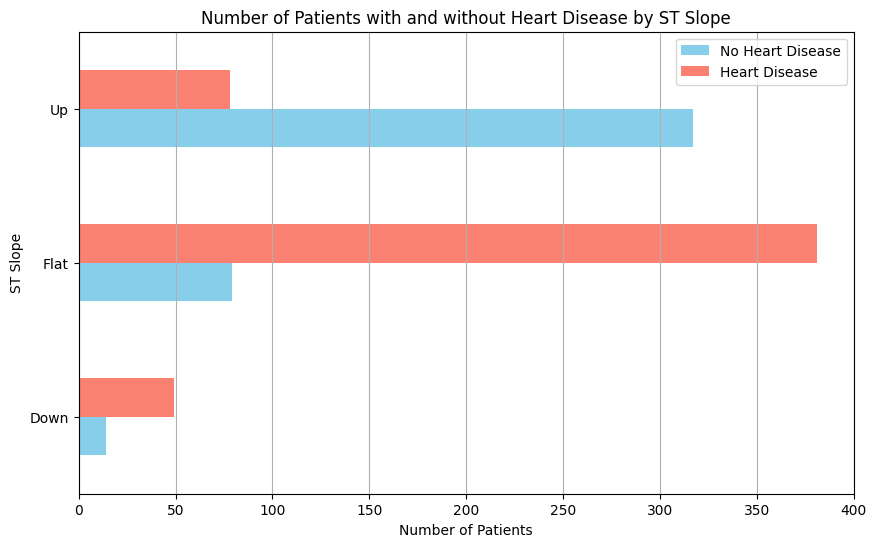 Number of Patients with and without Heart Disease by ST Slope
No Heart Disease
Heart Disease
Up
Flat
Down
ST Slope
0 50 100 150 200 250 300 350 400
Number of Patients